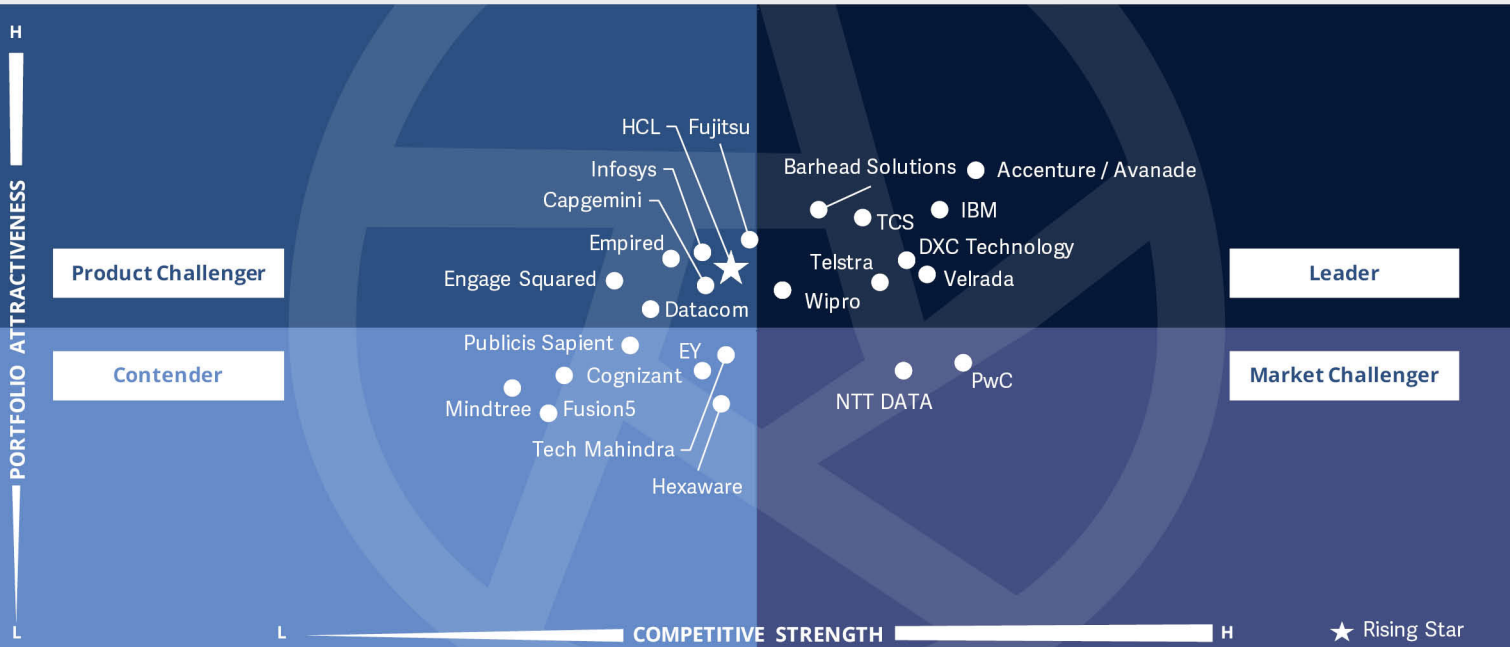 H
HCL
Fujitsu
Infosys
Barhead Solutions
Accenture / Avanade
Capgemini
IBM
TCS
Empired
DXC Technology
Telstra
Product Challenger
Engage Squared
Velrada
Leader
Wipro
Datacom
PORTFOLIO ATTRACTIVENESS
Publicis Sapient
EY
Contender
Cognizant
PwC
Market Challenger
NTT DATA
Mindtree
Fusion5
Tech Mahindra
Hexaware
L
L
COMPETITIVE STRENGTH
H
Rising Star